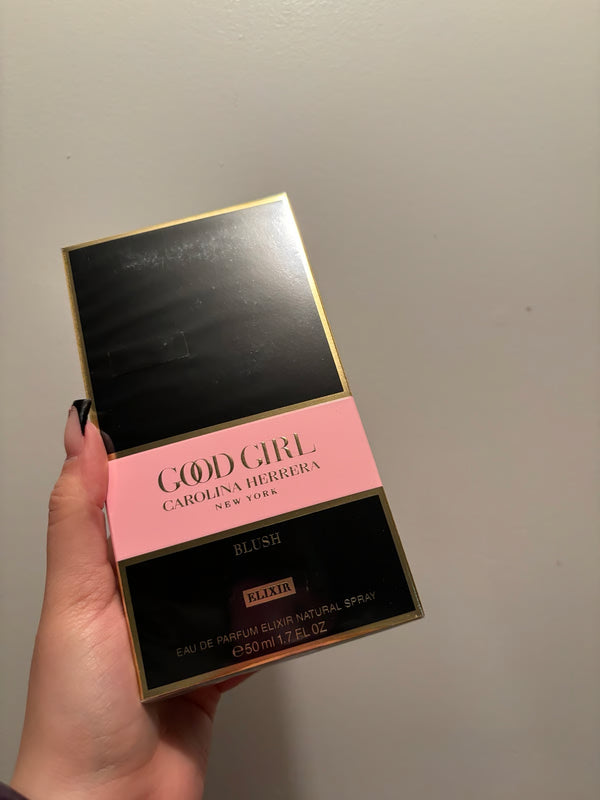 GOOD GIRL
CAROLINA HERRERA
NEW YORK
BLUSH
ELIXIR
EAU DE PARFUM ELIXIR NATURAL SPRAY
℮50 ml 1.7 FL OZ